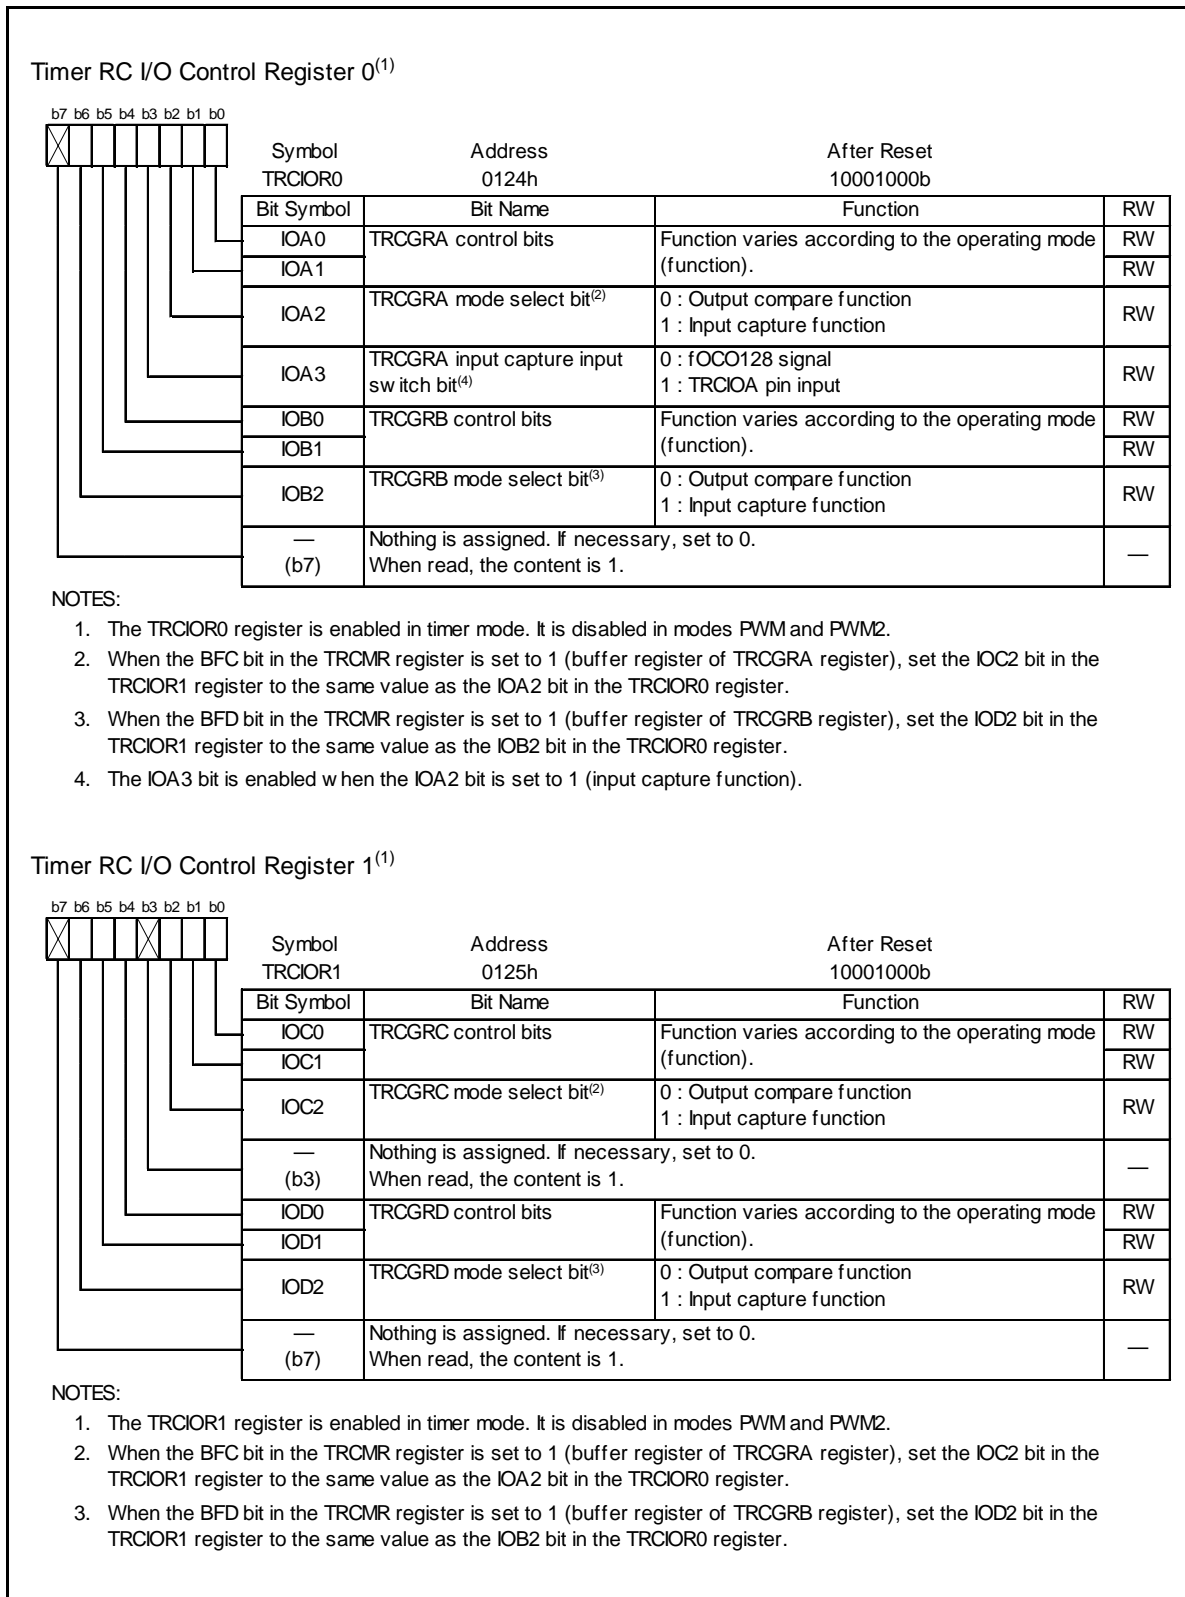 Timer RC I/O Control Register 0(1)
b7 b6 b5 b4 b3 b2 b1 b0
Symbol Address After Reset
TRCIOR0 0124h 10001000b
Bit Symbol Bit Name Function RW
IOA0 TRCGRA control bits Function varies according to the operating mode RW
IOA1 (function). RW
IOA2 TRCGRA mode select bit(2) 0 : Output compare function RW
1 : Input capture function
IOA3 TRCGRA input capture input 0 : fOCO128 signal RW
switch bit(4) 1 : TRCIOA pin input
IOB0 TRCGRB control bits Function varies according to the operating mode RW
IOB1 (function). RW
IOB2 TRCGRB mode select bit(3) 0 : Output compare function RW
1 : Input capture function
— Nothing is assigned. If necessary, set to 0. —
(b7) When read, the content is 1.
NOTES:
1. The TRCIOR0 register is enabled in timer mode. It is disabled in modes PWM and PWM2.
2. When the BFC bit in the TRCMR register is set to 1 (buffer register of TRCGRA register), set the IOC2 bit in the
TRCIOR1 register to the same value as the IOA2 bit in the TRCIOR0 register.
3. When the BFD bit in the TRCMR register is set to 1 (buffer register of TRCGRB register), set the IOD2 bit in the
TRCIOR1 register to the same value as the IOB2 bit in the TRCIOR0 register.
4. The IOA3 bit is enabled when the IOA2 bit is set to 1 (input capture function).
Timer RC I/O Control Register 1(1)
b7 b6 b5 b4 b3 b2 b1 b0
Symbol Address After Reset
TRCIOR1 0125h 10001000b
Bit Symbol Bit Name Function RW
IOC0 TRCGRC control bits Function varies according to the operating mode RW
IOC1 (function). RW
IOC2 TRCGRC mode select bit(2) 0 : Output compare function RW
1 : Input capture function
— Nothing is assigned. If necessary, set to 0. —
(b3) When read, the content is 1.
IOD0 TRCGRD control bits Function varies according to the operating mode RW
IOD1 (function). RW
IOD2 TRCGRD mode select bit(3) 0 : Output compare function RW
1 : Input capture function
— Nothing is assigned. If necessary, set to 0. —
(b7) When read, the content is 1.
NOTES:
1. The TRCIOR1 register is enabled in timer mode. It is disabled in modes PWM and PWM2.
2. When the BFC bit in the TRCMR register is set to 1 (buffer register of TRCGRA register), set the IOC2 bit in the
TRCIOR1 register to the same value as the IOA2 bit in the TRCIOR0 register.
3. When the BFD bit in the TRCMR register is set to 1 (buffer register of TRCGRB register), set the IOD2 bit in the
TRCIOR1 register to the same value as the IOB2 bit in the TRCIOR0 register.